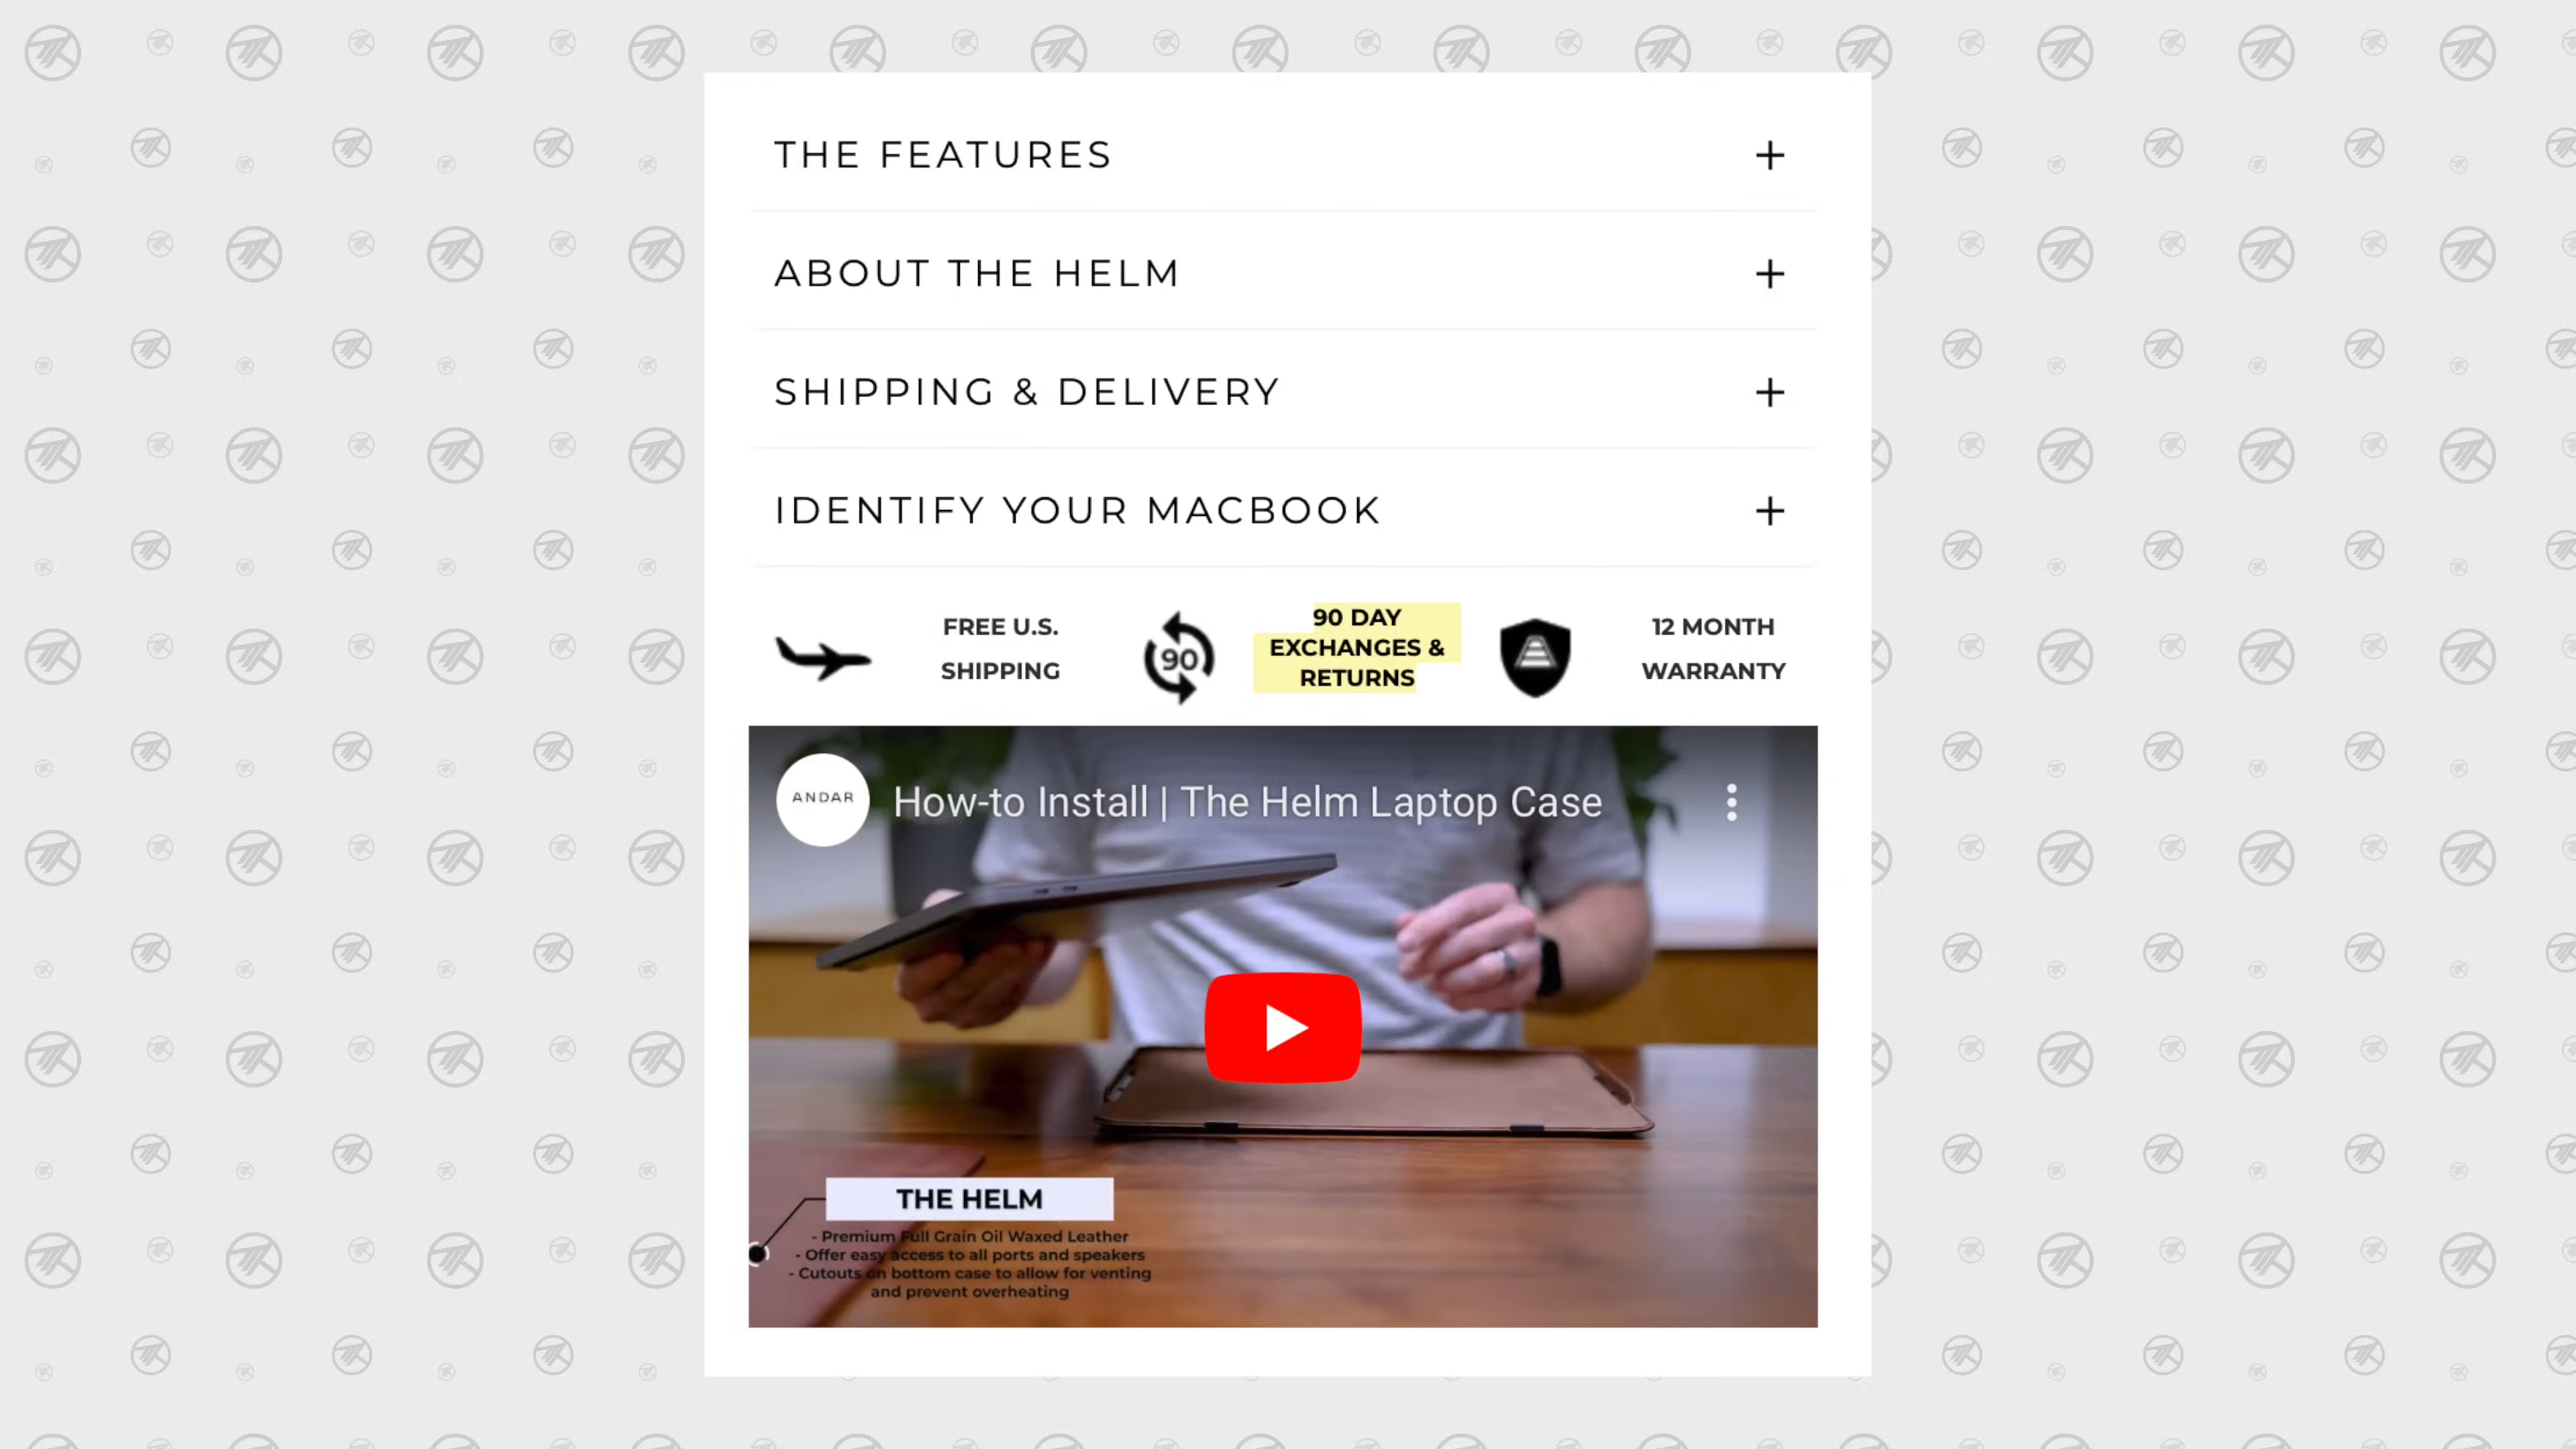 THE FEATURES
ABOUT THE HELM
SHIPPING & DELIVERY
IDENTIFY YOUR MACBOOK
FREE U.S.
SHIPPING
90
90 DAY
EXCHANGES &
RETURNS
12 MONTH
WARRANTY
ANDAR
How-to Install | The Helm Laptop Case
THE HELM
- Premium Full Grain Oil Waxed Leather
- Offer easy access to all ports and speakers
- Cutouts on bottom case to allow for venting
and prevent overheating